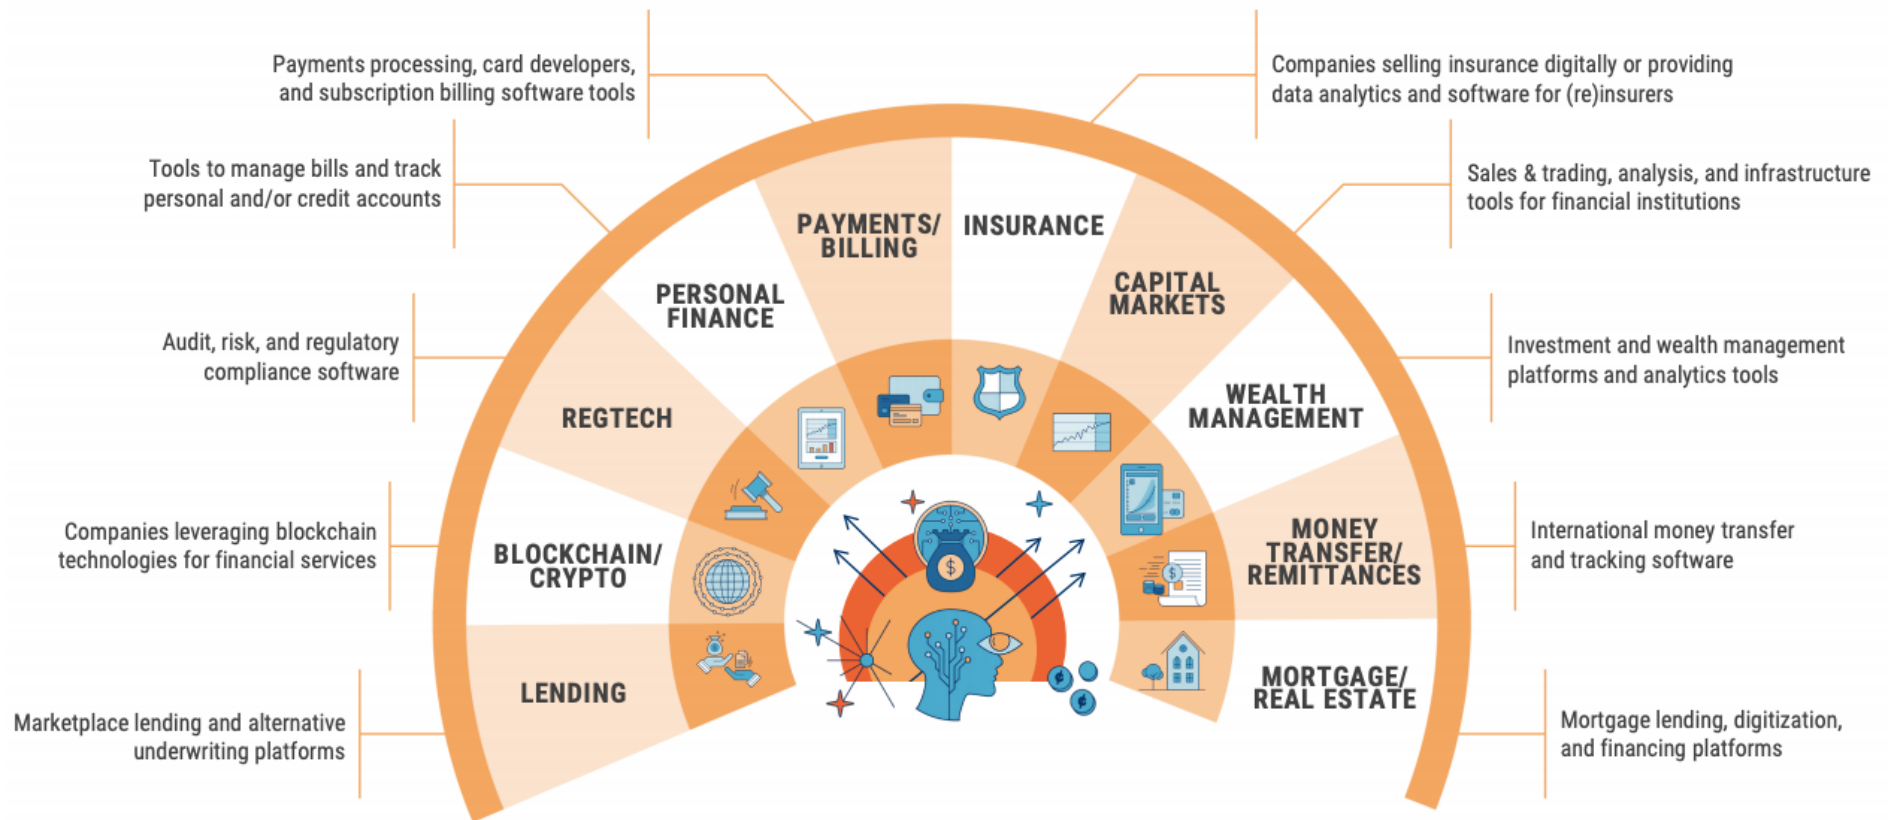 Payments processing, card developers,
and subscription billing software tools
Companies selling insurance digitally or providing
data analytics and software for (re)insurers
Tools to manage bills and track
personal and/or credit accounts
Sales & trading, analysis, and infrastructure
tools for financial institutions
Audit, risk, and regulatory
compliance software
Investment and wealth management
platforms and analytics tools
Companies leveraging blockchain
technologies for financial services
International money transfer
and tracking software
Marketplace lending and alternative
underwriting platforms
Mortgage lending, digitization,
and financing platforms
LENDING
BLOCKCHAIN/
CRYPTO
REGTECH
PERSONAL
FINANCE
PAYMENTS/
BILLING
INSURANCE
CAPITAL
MARKETS
WEALTH
MANAGEMENT
MONEY
TRANSFER/
REMITTANCES
MORTGAGE/
REAL ESTATE